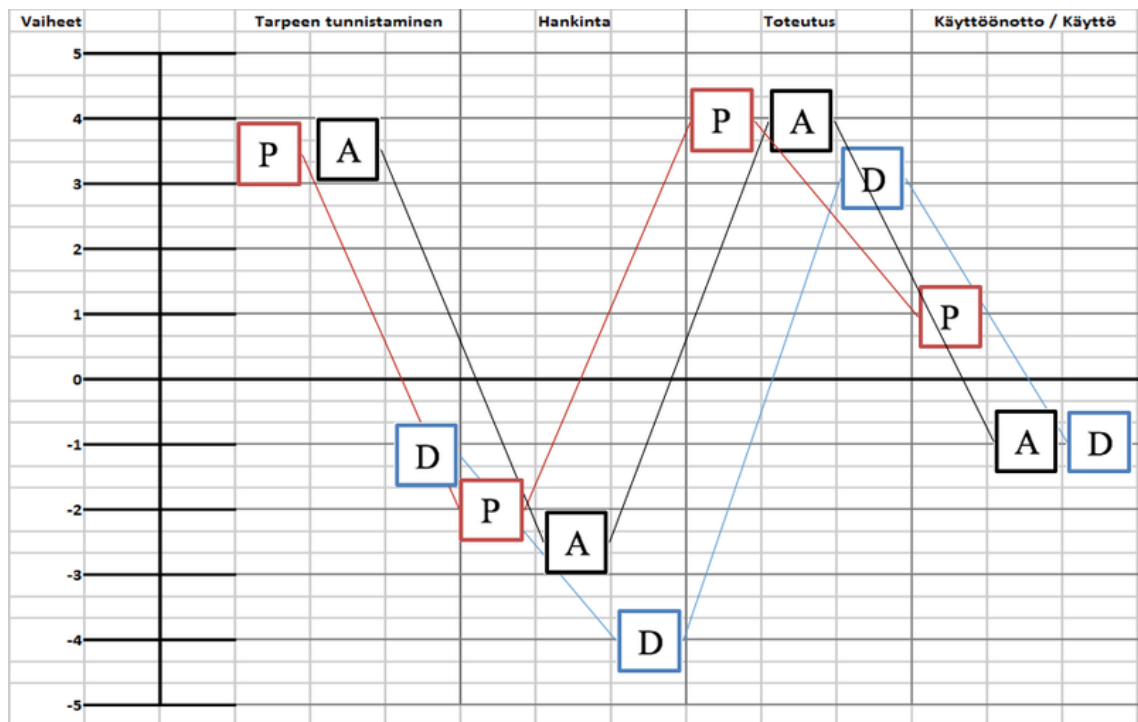 Vaiheet Tarpeen tunnistaminen Hankinta Toteutus Käyttöönotto / Käyttö
5
4
P A
P A
3
D
2
1
P
0
-1
D
A D
-2
P
-3
A
-4
D
-5